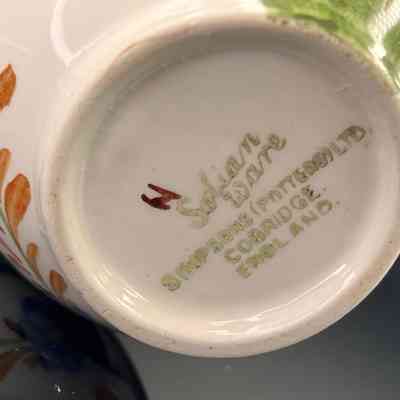 Solian
ware
SIMPSONS (POTTERS) LTD
COBRIDGE.
ENGLAND.